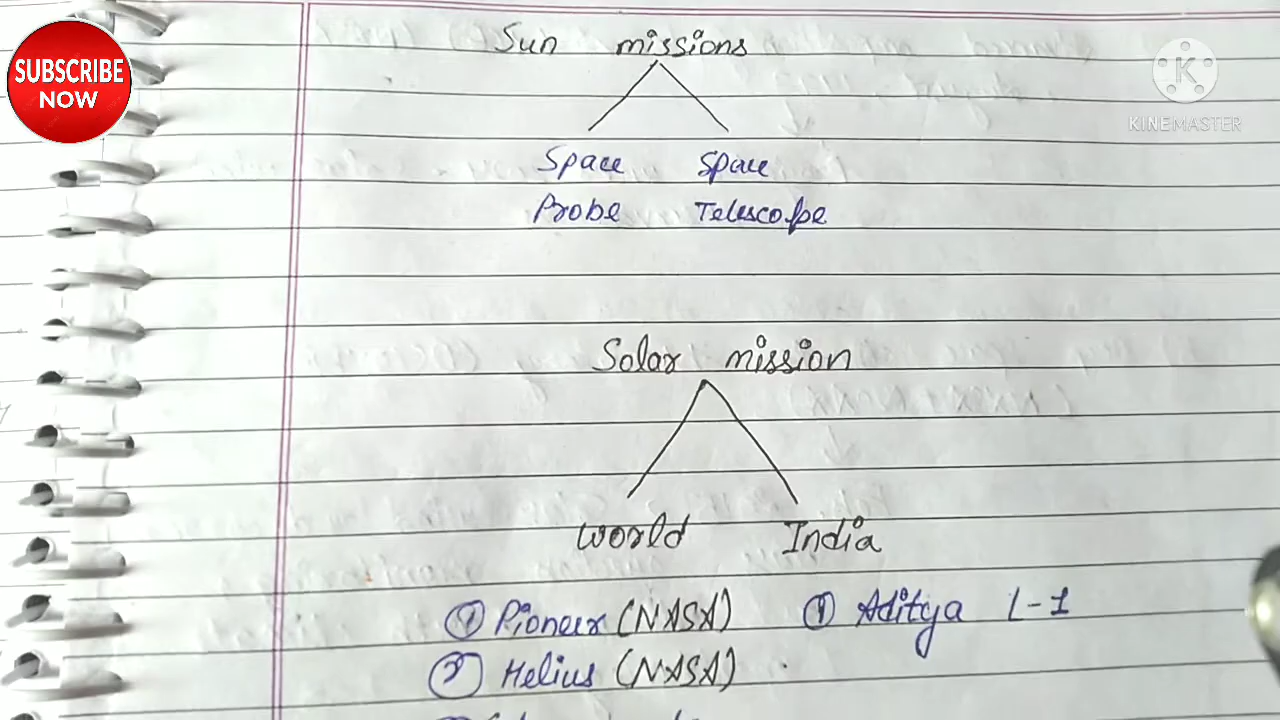 SUBSCRIBE
NOW
K
KINEMASTER
Sun missions
Space Space
Probe Telescope
Solar mission
World India
① Pioneer (NASA) ① Aditya L-1
② Helius (NASA)